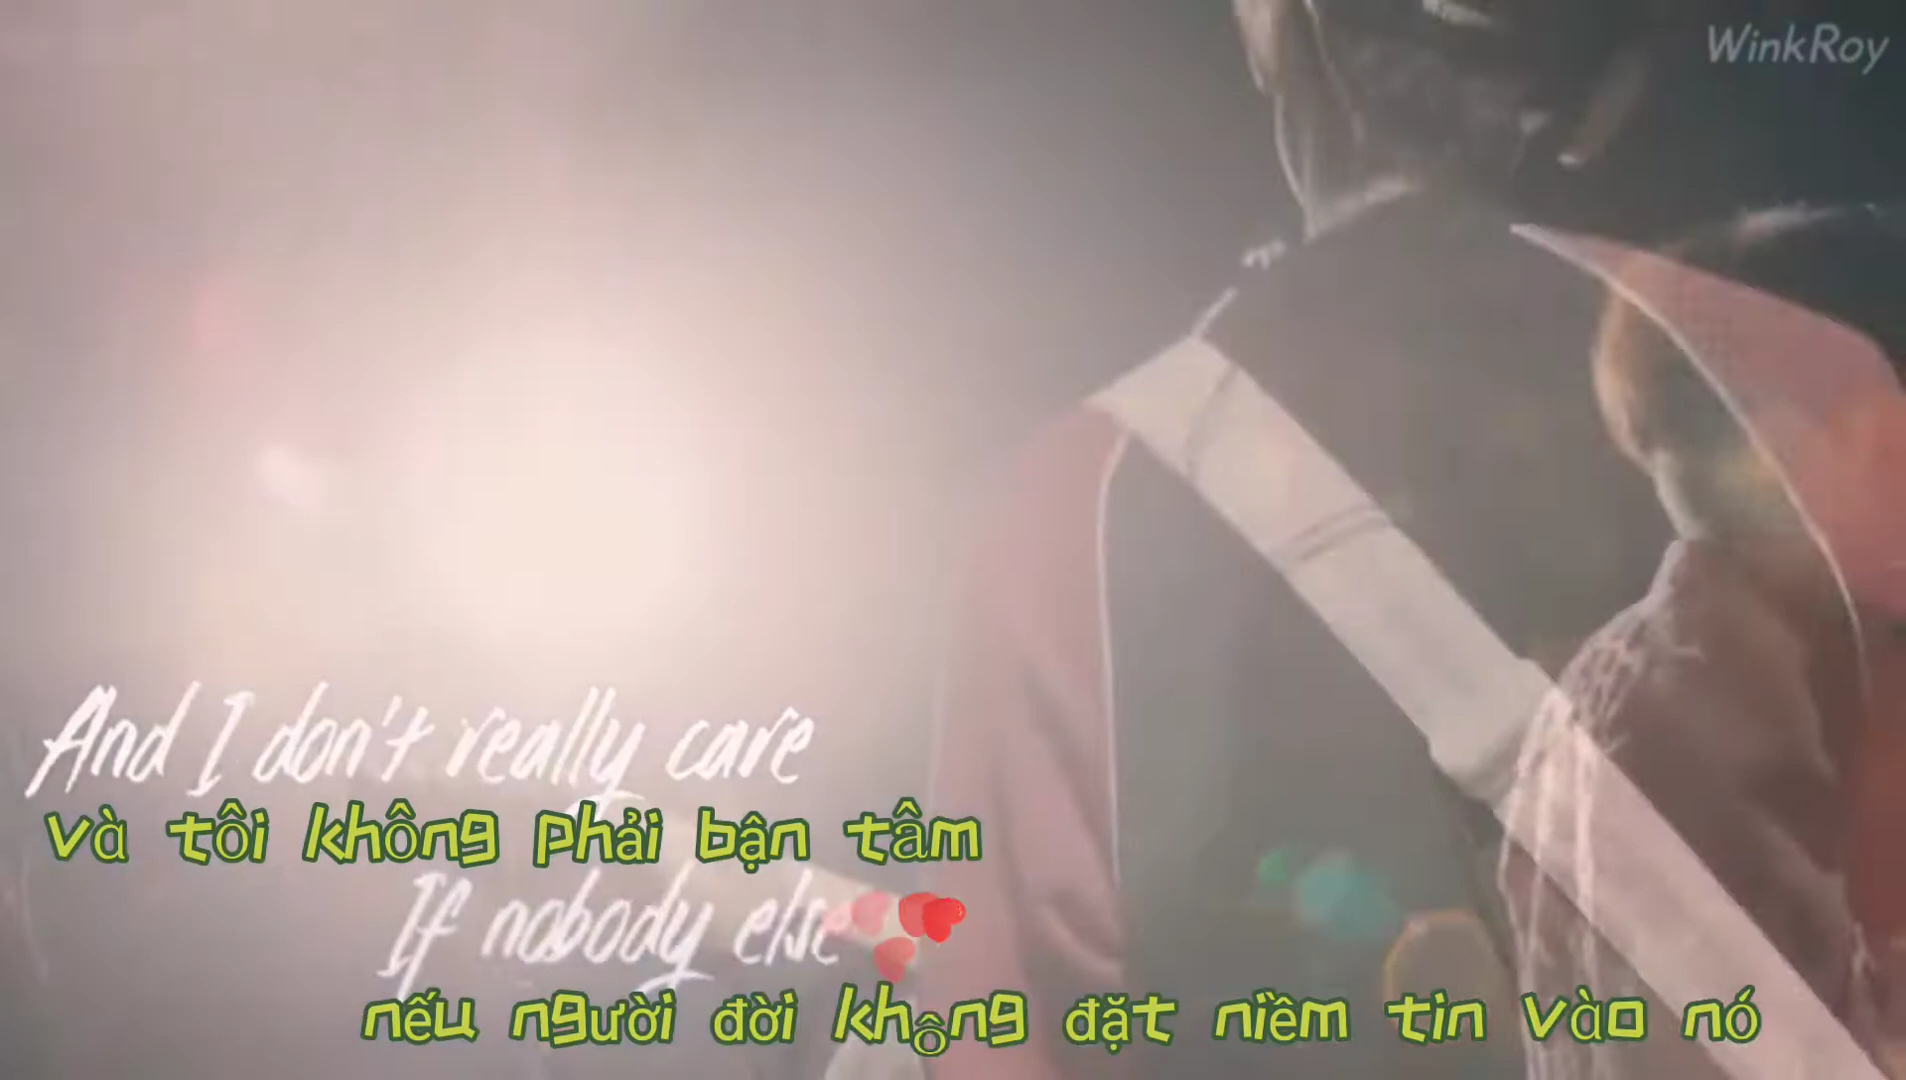 WinkRoy
And I don't really care
và tôi không phải bận tâm
If nobody else
nếu người đời không đặt niềm tin vào nó